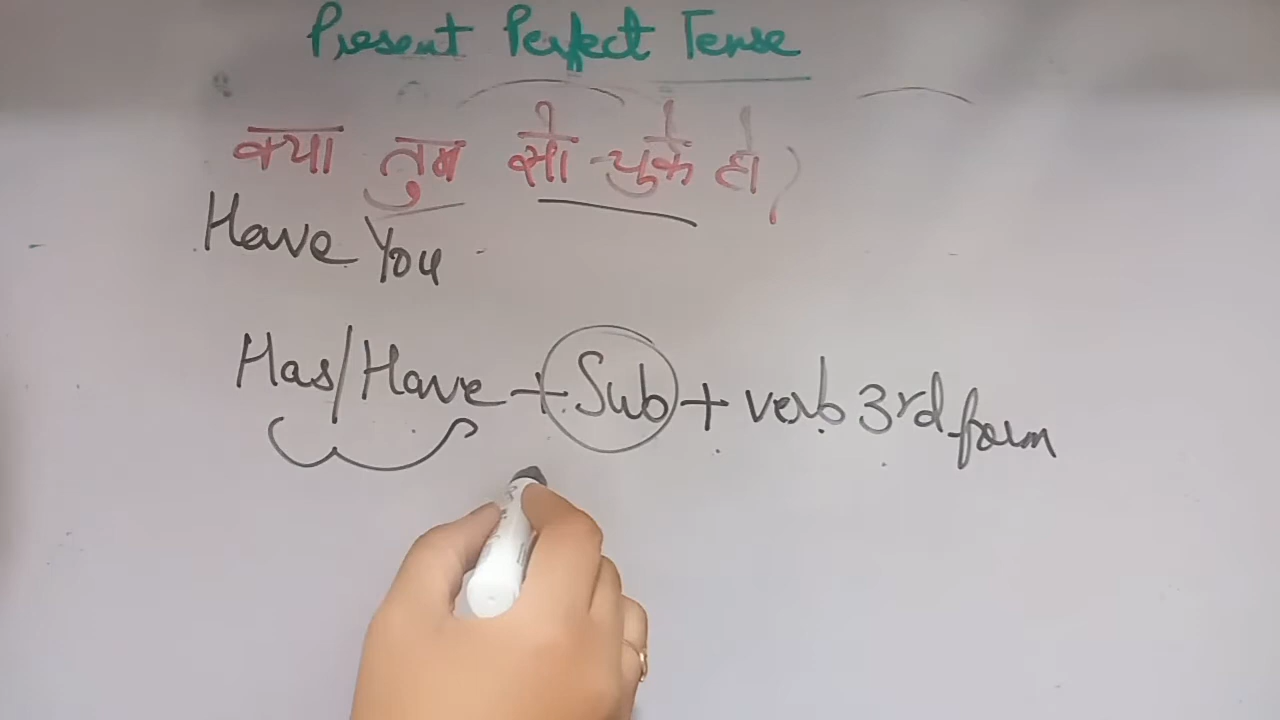 Present Perfect Tense
क्या तुम सो चुके हो?
Have You
Has/Have + Sub + verb 3rd form